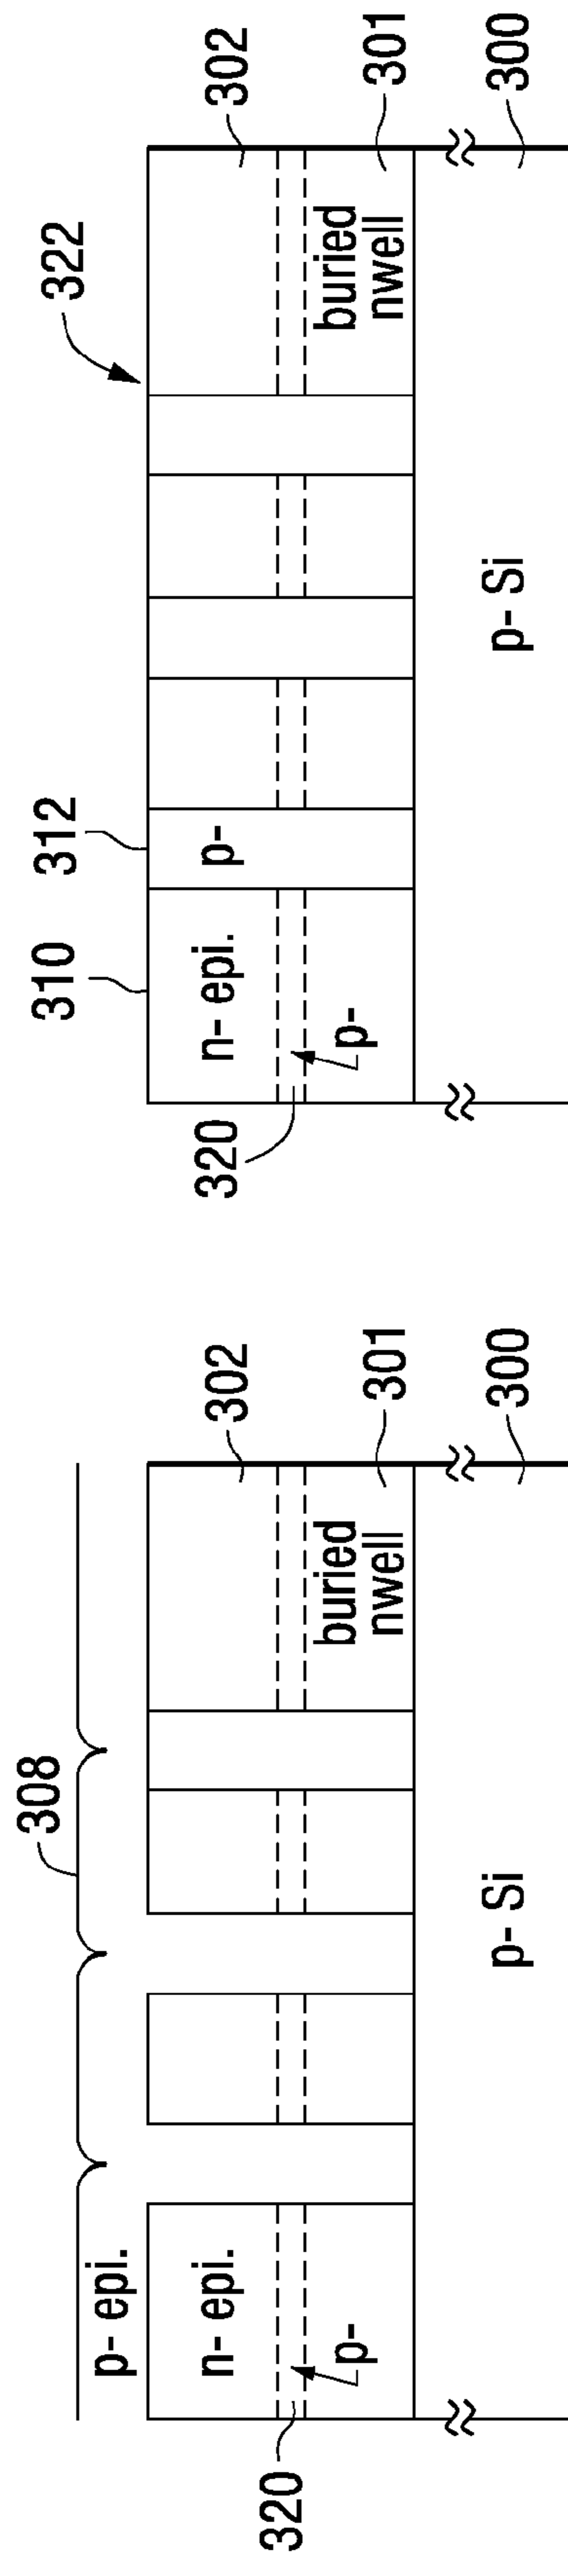 308
p- epi.
n- epi.
302
320
p-
buried
nwell
301
p- Si
300
322
310
312
n- epi.
p-
302
320
p-
buried
nwell
301
p- Si
300